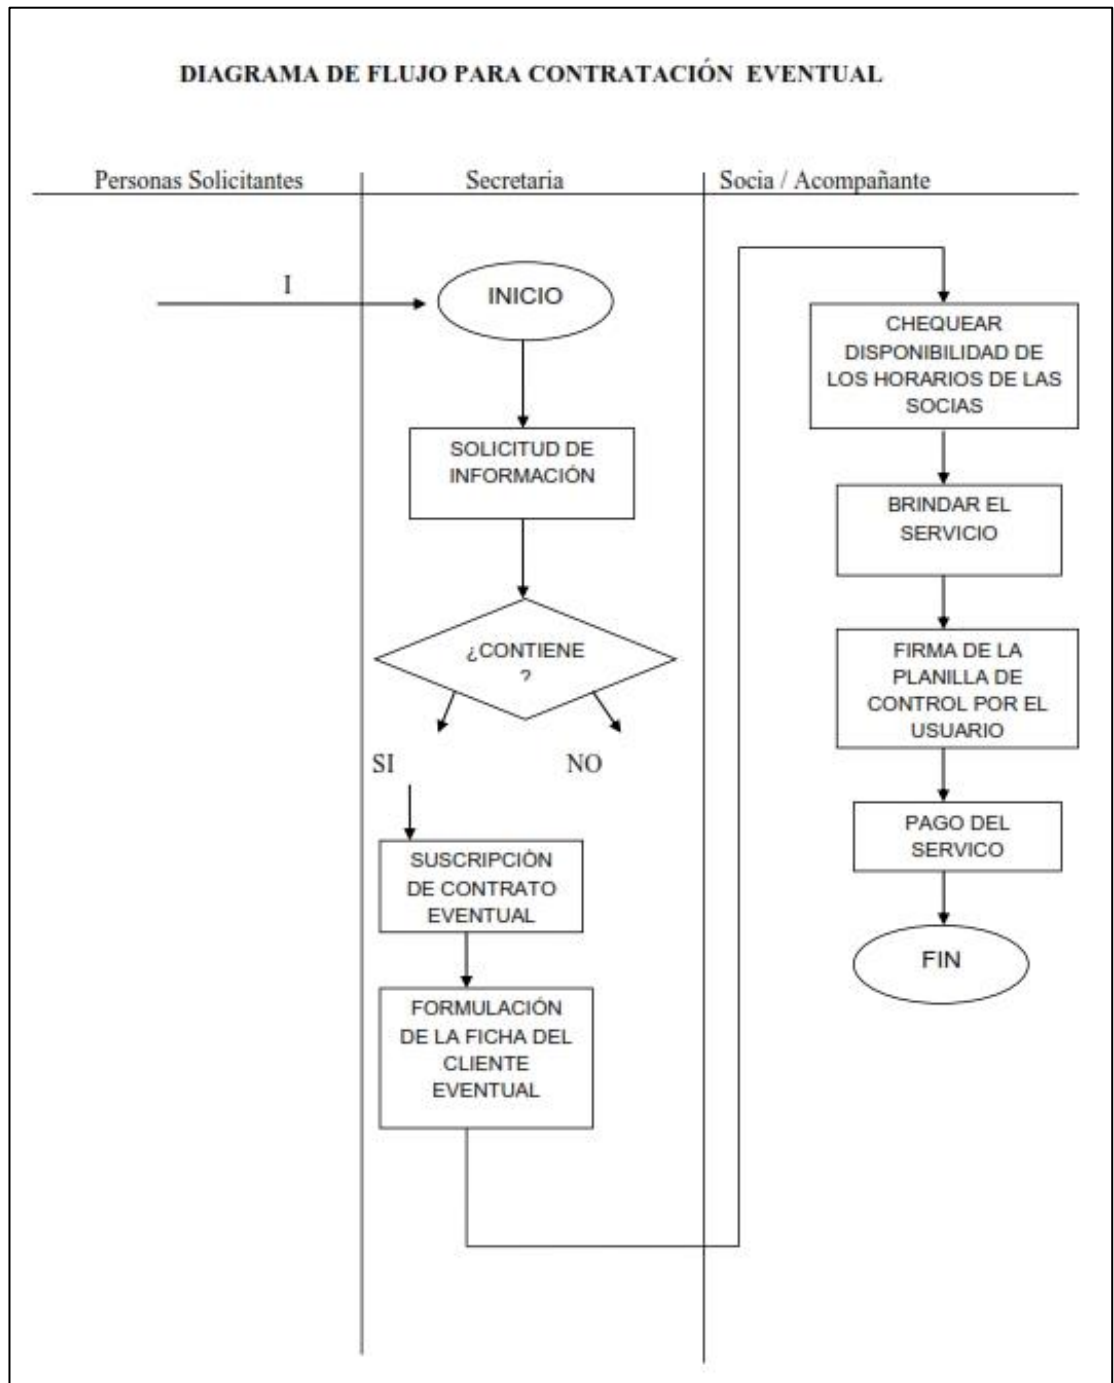 DIAGRAMA DE FLUJO PARA CONTRATACIÓN EVENTUAL
Personas Solicitantes
Secretaria
Socia / Acompañante
I
INICIO
SOLICITUD DE
INFORMACIÓN
¿CONTIENE
?
SI
NO
SUSCRIPCIÓN
DE CONTRATO
EVENTUAL
FORMULACIÓN
DE LA FICHA DEL
CLIENTE
EVENTUAL
CHEQUEAR
DISPONIBILIDAD DE
LOS HORARIOS DE LAS
SOCIAS
BRINDAR EL
SERVICIO
FIRMA DE LA
PLANILLA DE
CONTROL POR EL
USUARIO
PAGO DEL
SERVICO
FIN